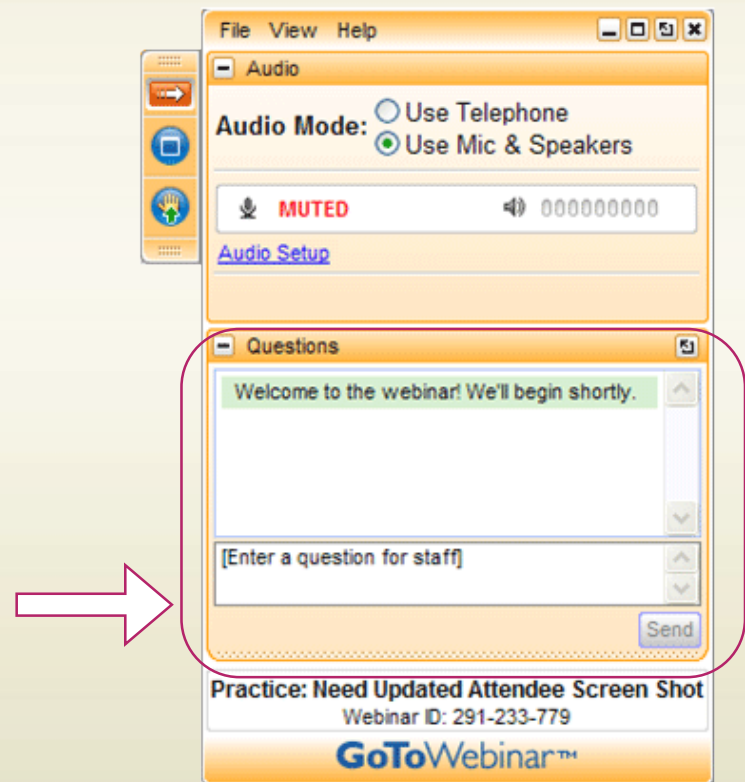 File View Help
Audio
Audio Mode: Use Telephone
Use Mic & Speakers
MUTED 000000000
Audio Setup
Questions
Welcome to the webinar! We'll begin shortly.
[Enter a question for staff]
Send
Practice: Need Updated Attendee Screen Shot
Webinar ID: 291-233-779
GoToWebinar™